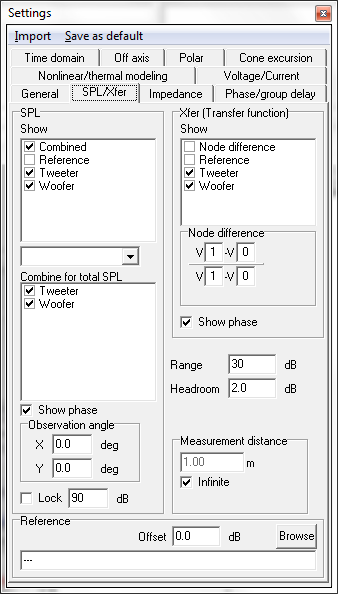 Settings
Import Save as default
Time domain Off axis Polar Cone excursion
Nonlinear/thermal modeling Voltage/Current
General SPL/Xfer Impedance Phase/group delay
SPL
Show
Combined
Reference
Tweeter
Woofer
Combine for total SPL
Tweeter
Woofer
Show phase
Observation angle
X 0.0 deg
Y 0.0 deg
Lock 90 dB
Xfer (Transfer function)
Show
Node difference
Reference
Tweeter
Woofer
Node difference
V 1 -V 0
V 1 -V 0
Show phase
Range 30 dB
Headroom 2.0 dB
Measurement distance
1.00 m
Infinite
Reference
Offset 0.0 dB Browse
---